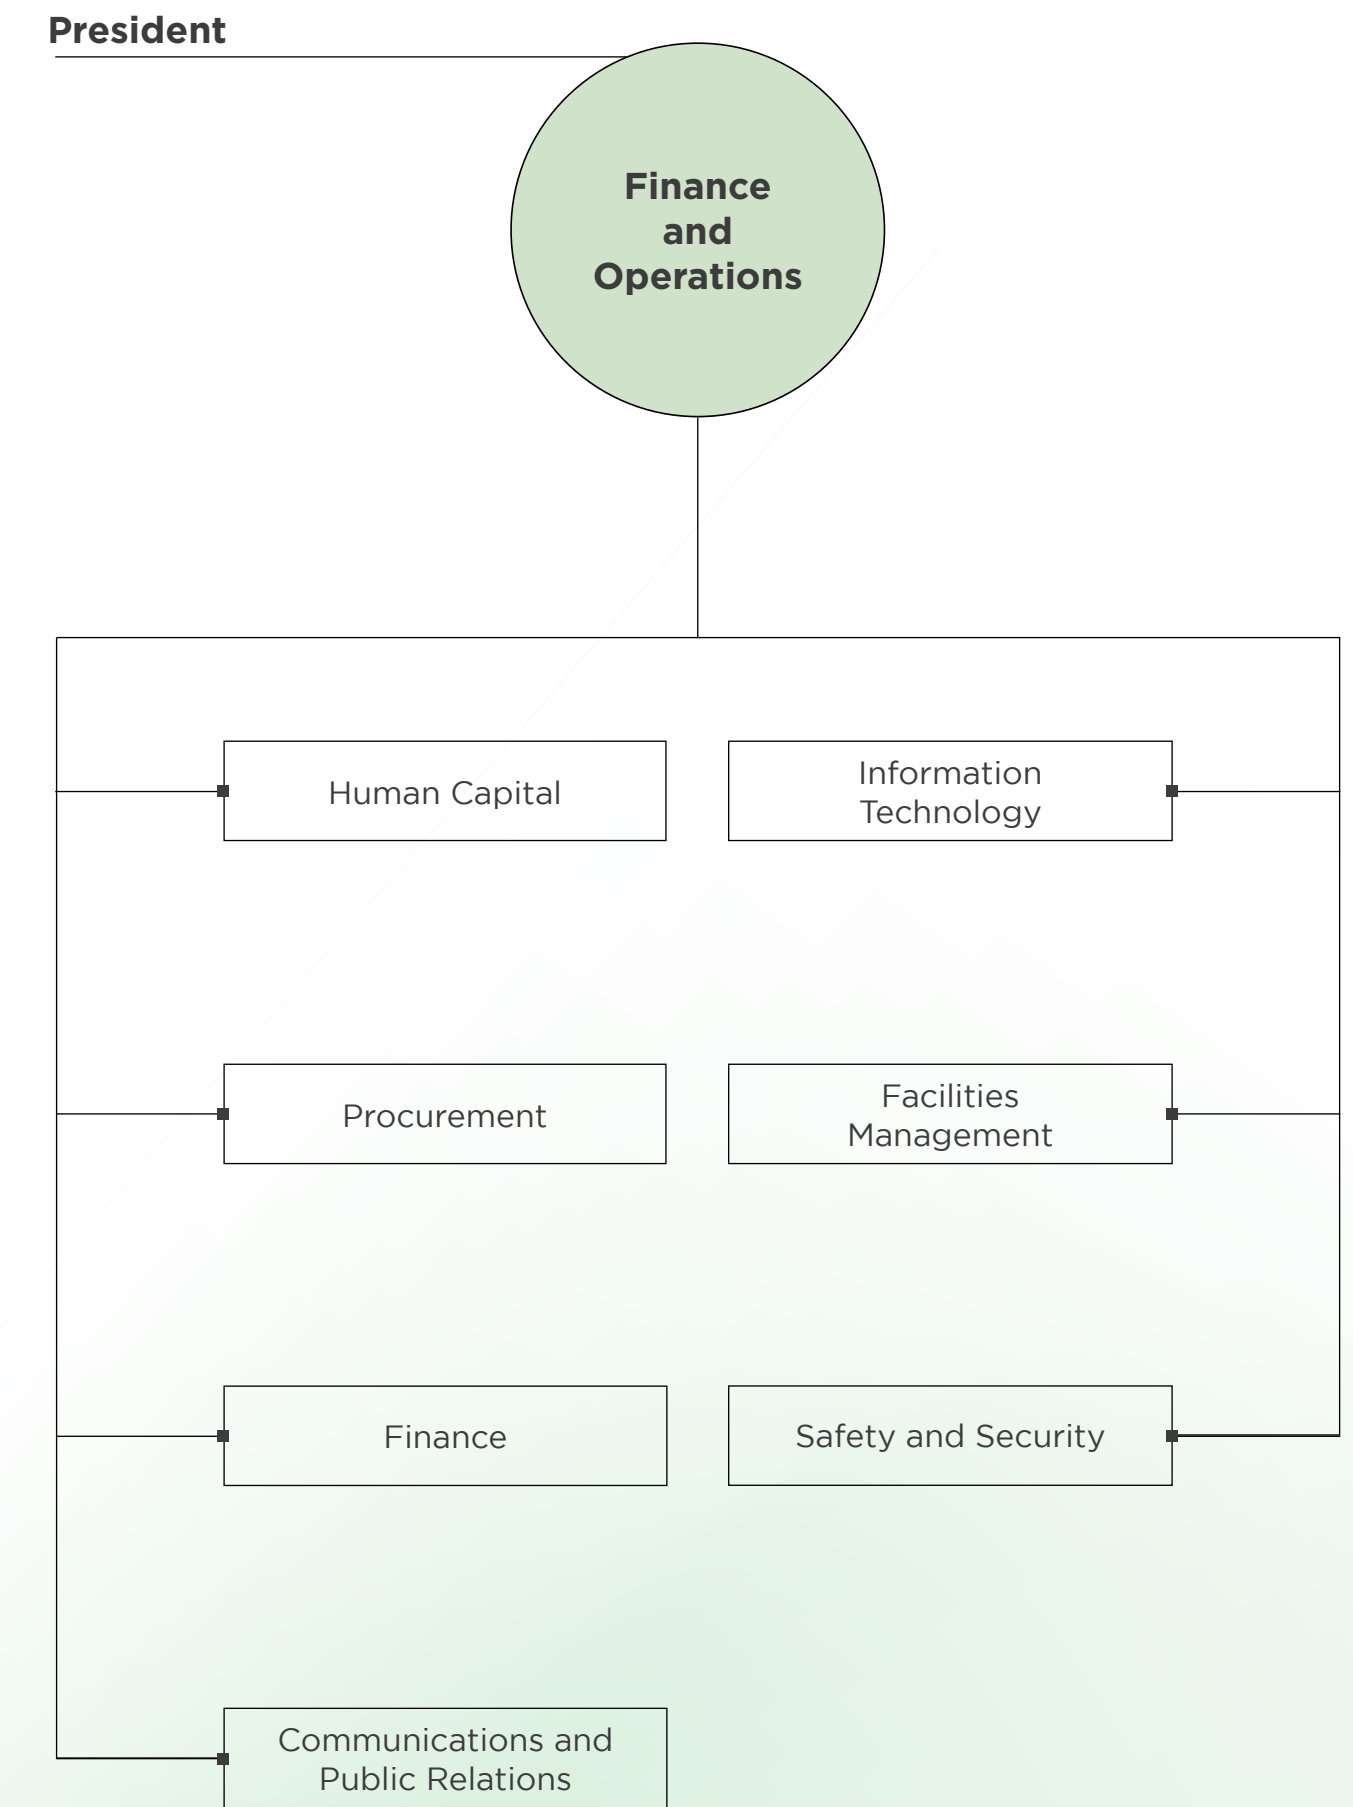 President
Finance
and
Operations
Human Capital
Information
Technology
Procurement
Facilities
Management
Finance
Safety and Security
Communications and
Public Relations